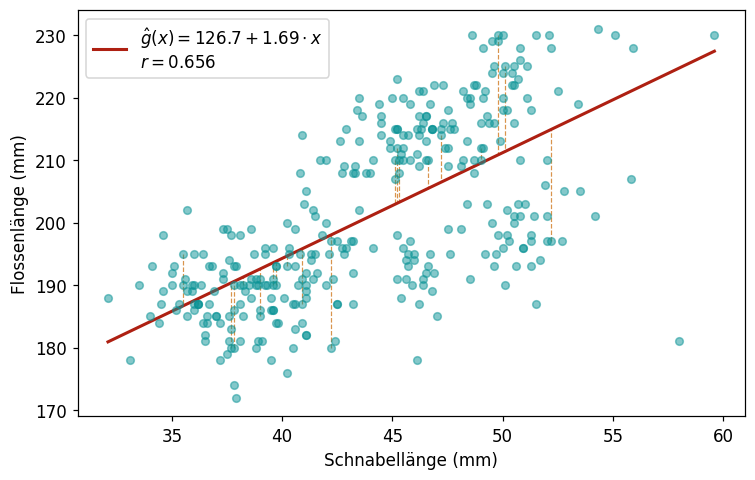 ĝ(x) = 126.7 + 1.69 · x
r = 0.656
Flossenlänge (mm)
230
220
210
200
190
180
170
35 40 45 50 55 60
Schnabellänge (mm)